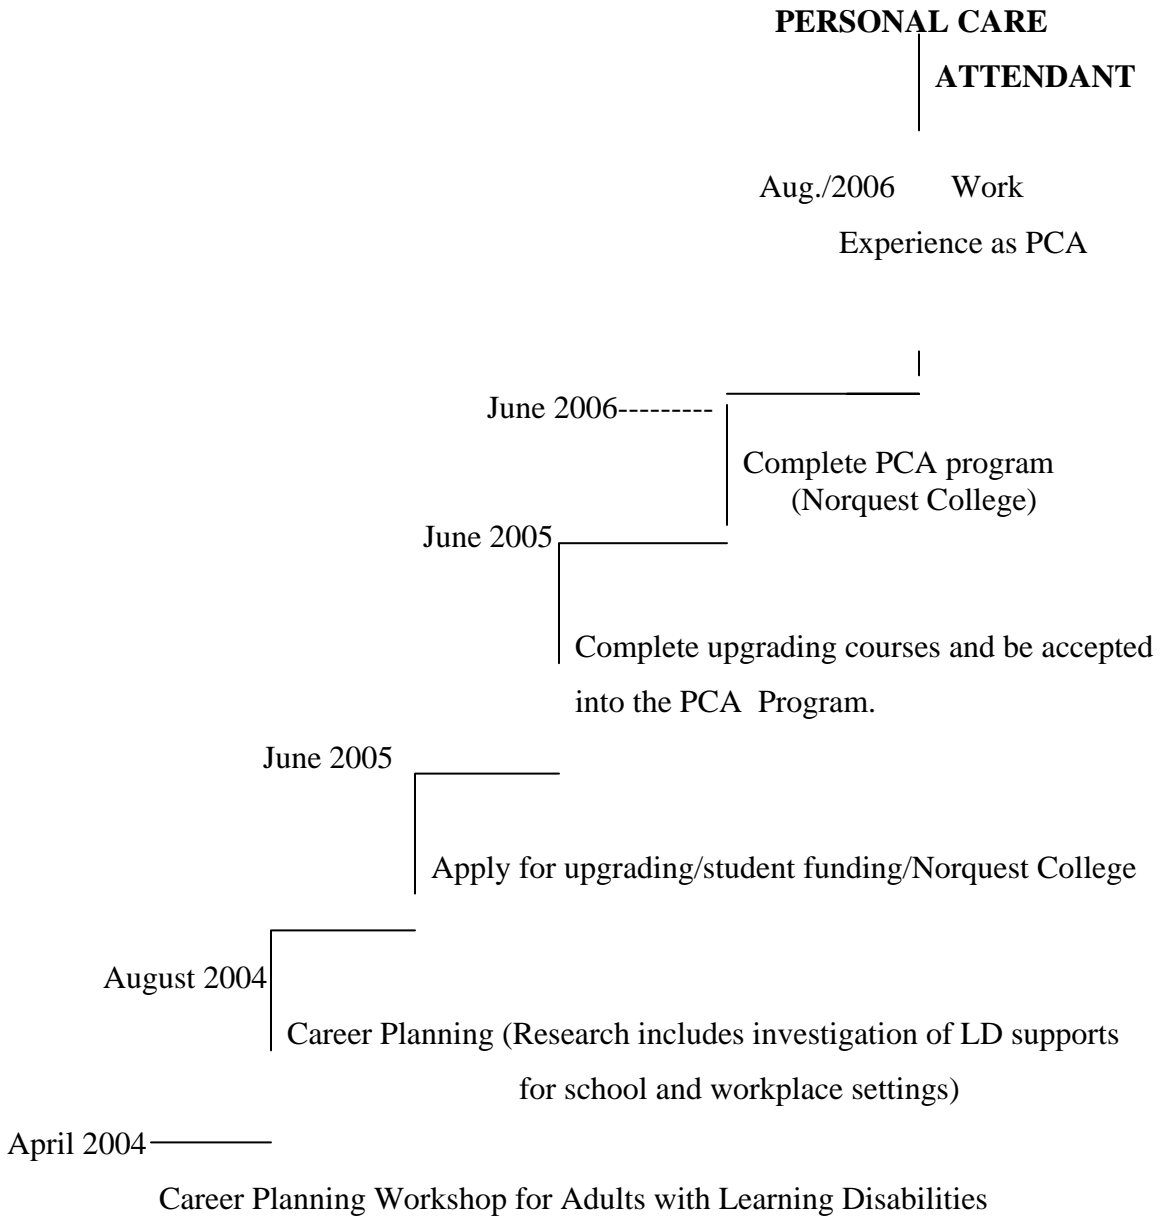 PERSONAL CARE
ATTENDANT
Aug./2006 Work
Experience as PCA
June 2006---------
Complete PCA program
(Norquest College)
June 2005
Complete upgrading courses and be accepted
into the PCA Program.
June 2005
Apply for upgrading/student funding/Norquest College
August 2004
Career Planning (Research includes investigation of LD supports
for school and workplace settings)
April 2004
Career Planning Workshop for Adults with Learning Disabilities